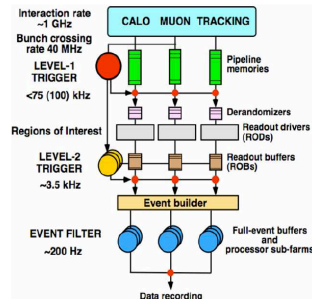 Interaction rate
~1 GHz
CALO MUON TRACKING
Bunch crossing
rate 40 MHz
LEVEL-1
TRIGGER
Pipeline
memories
<75 (100) kHz
Derandomizers
Regions of Interest
Readout drivers
(RODs)
LEVEL-2
TRIGGER
Readout buffers
(ROBs)
~3.5 kHz
Event builder
EVENT FILTER
~200 Hz
Full-event buffers
and
processor sub-farms
Data recording